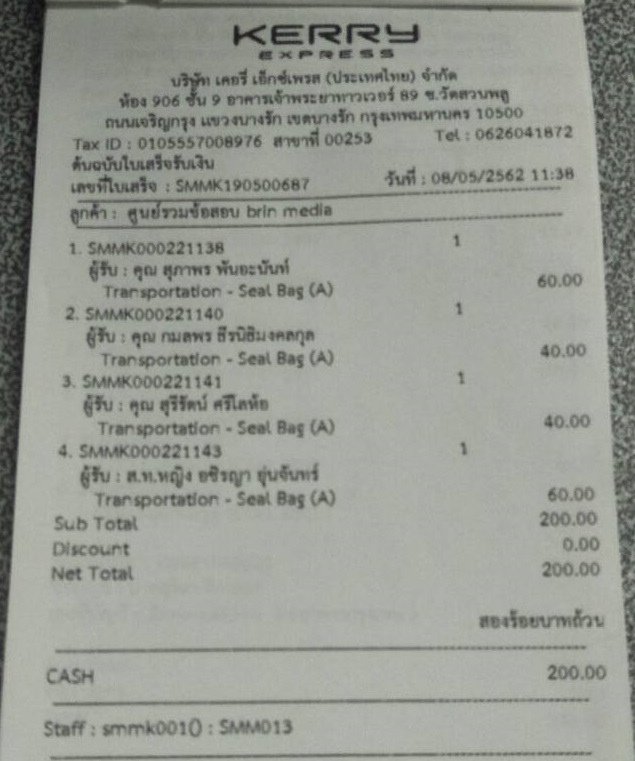 KERRY
EXPRESS
บริษัท เคอรี่ เอ็กซ์เพรส (ประเทศไทย) จำกัด
ห้อง 906 ชั้น 9 อาคารเจ้าพระยาทาวเวอร์ 89 ซ.วัดสวนพลู
ถนนเจริญกรุง แขวงบางรัก เขตบางรัก กรุงเทพมหานคร 10500
Tax ID : 0105557008976 สาขาที่ 00253 Tel : 0626041872
ต้นฉบับใบเสร็จรับเงิน
เลขที่ใบเสร็จ : SMMK190500687 วันที่ : 08/05/2562 11:38
ลูกค้า : ศูนย์รวมข้อสอบ brin media
1. SMMK000221138 1
ผู้รับ : คุณ สุภาพร พันอะนันท์
Transportation - Seal Bag (A) 60.00
2. SMMK000221140 1
ผู้รับ : คุณ กมลพร ธีรนิธิมงคลกุล
Transportation - Seal Bag (A) 40.00
3. SMMK000221141 1
ผู้รับ : คุณ สุรีรัตน์ ศรีไลห้อ
Transportation - Seal Bag (A) 40.00
4. SMMK000221143 1
ผู้รับ : ส.ท.หญิง อชิรญา ขุ่นจันทร์
Transportation - Seal Bag (A) 60.00
Sub Total 200.00
Discount 0.00
Net Total 200.00
สองร้อยบาทถ้วน
CASH 200.00
Staff : smmk001() : SMM013